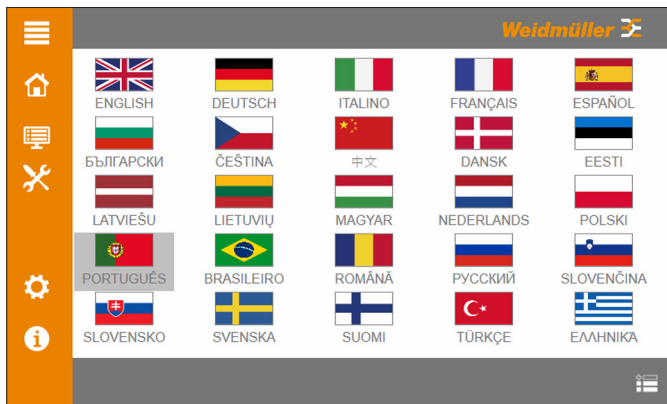 Weidmüller
ENGLISH DEUTSCH ITALINO FRANÇAIS ESPAÑOL
БЪЛГАРСКИ ČEŠTINA 中文 DANSK EESTI
LATVIEŠU LIETUVIŲ MAGYAR NEDERLANDS POLSKI
PORTUGUÊS BRASILEIRO ROMÂNĂ РУССКИЙ SLOVENČINA
SLOVENSKO SVENSKA SUOMI TÜRKÇE ΕΛΛΗΝΙΚΆ